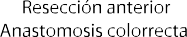 Resección anterior
Anastomosis colorrecta